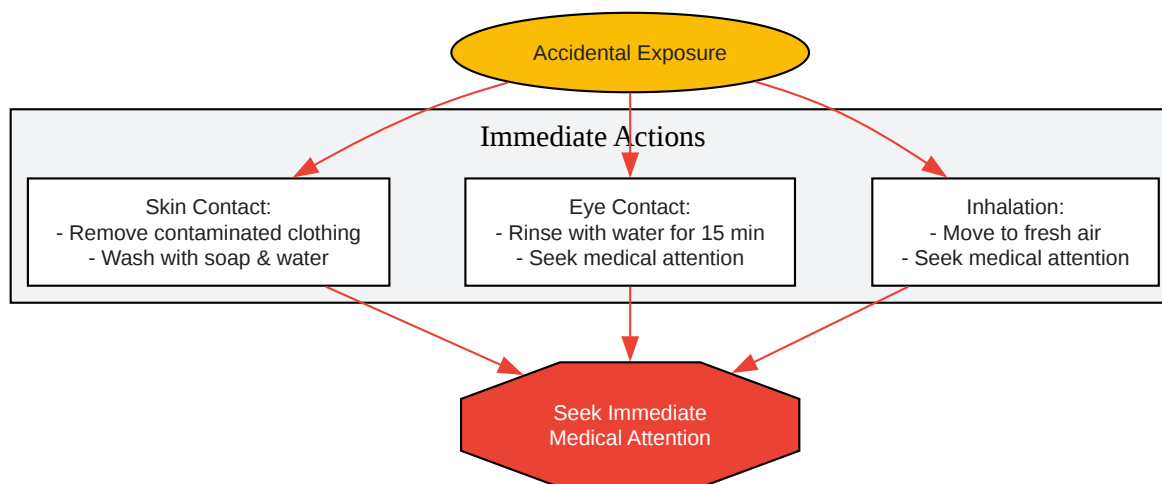 Accidental Exposure
Immediate Actions
Skin Contact:
- Remove contaminated clothing
- Wash with soap & water
Eye Contact:
- Rinse with water for 15 min
- Seek medical attention
Inhalation:
- Move to fresh air
- Seek medical attention
Seek Immediate
Medical Attention